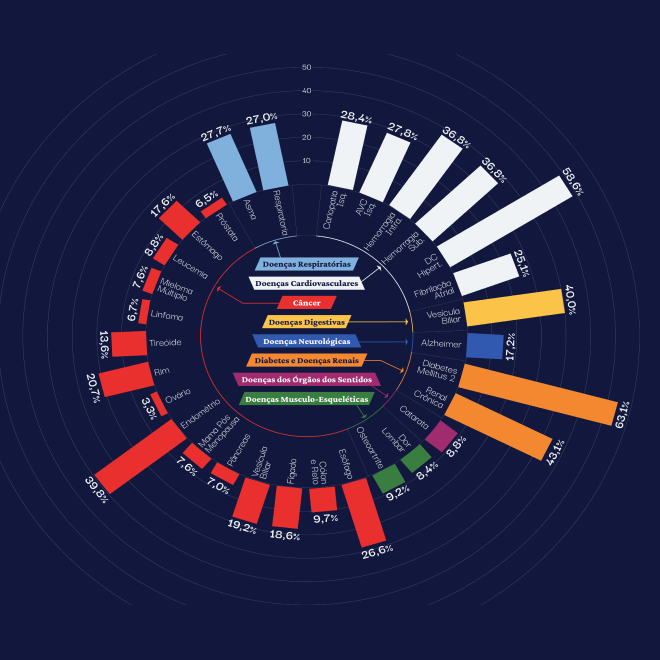 50
40
30
20
10
28,4%
Cariopatia
Isq.
27,8%
AVC
Isq.
36,8%
Hemorragia
Intra.
36,8%
Hemorragia
Sub.
58,6%
DC
Hipert.
25,1%
Fibrilação
Atrial
40,0%
Vesícula
Biliar
17,2%
Alzheimer
63,1%
Diabetes
Mellitus 2
43,1%
Renal
Crônica
8,8%
Catarata
8,4%
Dor
Lombar
9,2%
Osteoartrite
26,6%
Esôfago
9,7%
Cólon
e Reto
18,6%
Fígado
19,2%
Vesícula
Biliar
7,0%
Pâncreas
7,6%
Mama Pós
Menopausa
39,8%
Endométrio
3,3%
Ovário
20,7%
Rim
13,6%
Tireóide
6,7%
Linfoma
7,6%
Mieloma
Múltiplo
8,8%
Leucemia
17,6%
Estômago
6,5%
Próstata
27,7%
Asma
27,0%
Respiratória
Doenças Respiratórias
Doenças Cardiovasculares
Câncer
Doenças Digestivas
Doenças Neurológicas
Diabetes e Doenças Renais
Doenças dos Órgãos dos Sentidos
Doenças Musculo-Esqueléticas